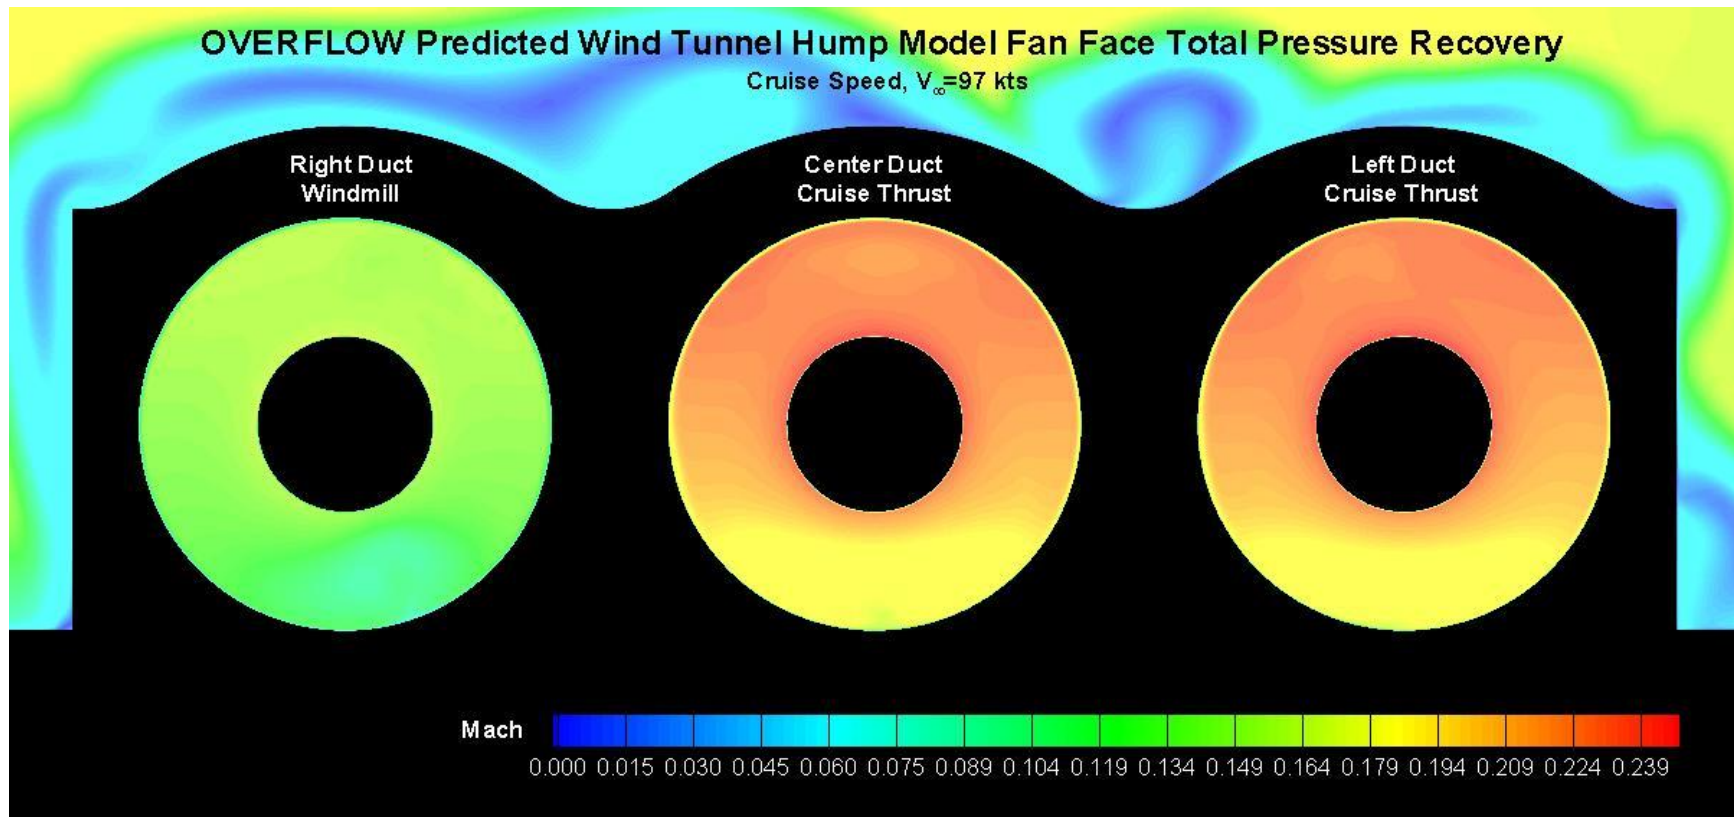 OVERFLOW Predicted Wind Tunnel Hump Model Fan Face Total Pressure Recovery
Cruise Speed, V∞=97 kts
Right Duct
Windmill
Center Duct
Cruise Thrust
Left Duct
Cruise Thrust
Mach
0.000 0.015 0.030 0.045 0.060 0.075 0.089 0.104 0.119 0.134 0.149 0.164 0.179 0.194 0.209 0.224 0.239